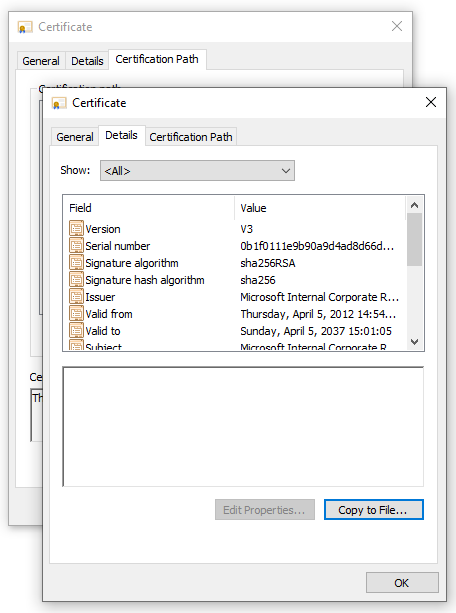 Certificate
General Details Certification Path
Certification path
Certificate
General Details Certification Path
Show: <All>
Field Value
Version V3
Serial number 0b1f0111e9b90a9d4ad8d66d...
Signature algorithm sha256RSA
Signature hash algorithm sha256
Issuer Microsoft Internal Corporate R...
Valid from Thursday, April 5, 2012 14:54...
Valid to Sunday, April 5, 2037 15:01:05
Subject Microsoft Internal Corporate R...
Ce
Th
Edit Properties... Copy to File...
OK